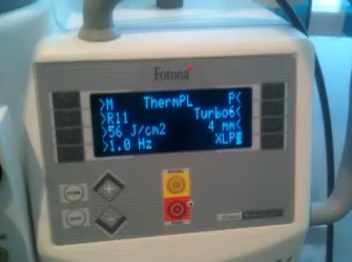 Fotona
>M ThermPL P<
>R11 Turbo6<
>56 J/cm2 4 mm<
>1.0 Hz XLP